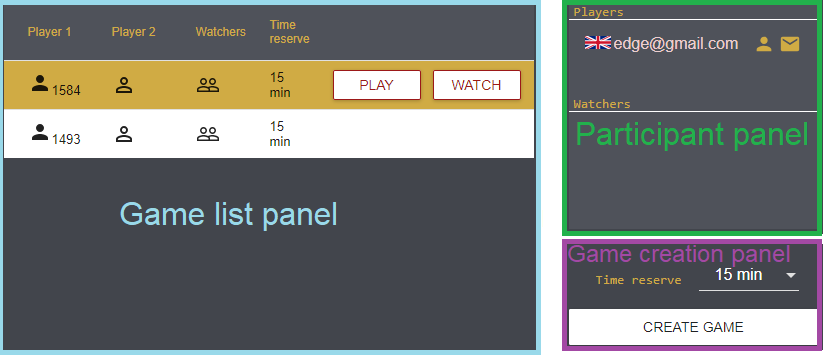 Player 1 Player 2 Watchers Time reserve
1584 15 min PLAY WATCH
1493 15 min
Game list panel
Players
edge@gmail.com
Watchers
Participant panel
Game creation panel
Time reserve 15 min
CREATE GAME